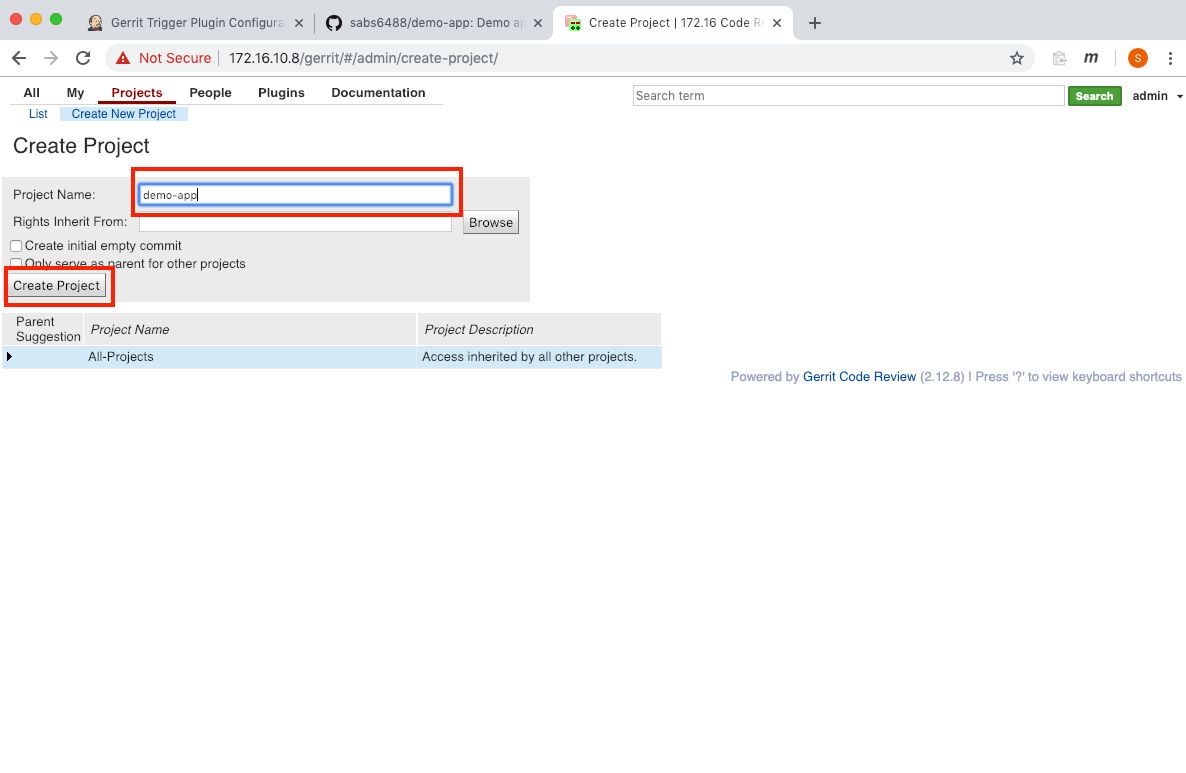 Gerrit Trigger Plugin Configura
sabs6488/demo-app: Demo ap
Create Project | 172.16 Code Re
Not Secure
172.16.10.8/gerrit/#/admin/create-project/
m
S
All My Projects People Plugins Documentation
Search term
Search
admin
List Create New Project
Create Project
Project Name:
demo-app
Rights Inherit From:
Browse
Create initial empty commit
Only serve as parent for other projects
Create Project
Parent
Suggestion
Project Name
Project Description
All-Projects
Access inherited by all other projects.
Powered by Gerrit Code Review (2.12.8) | Press '?' to view keyboard shortcuts